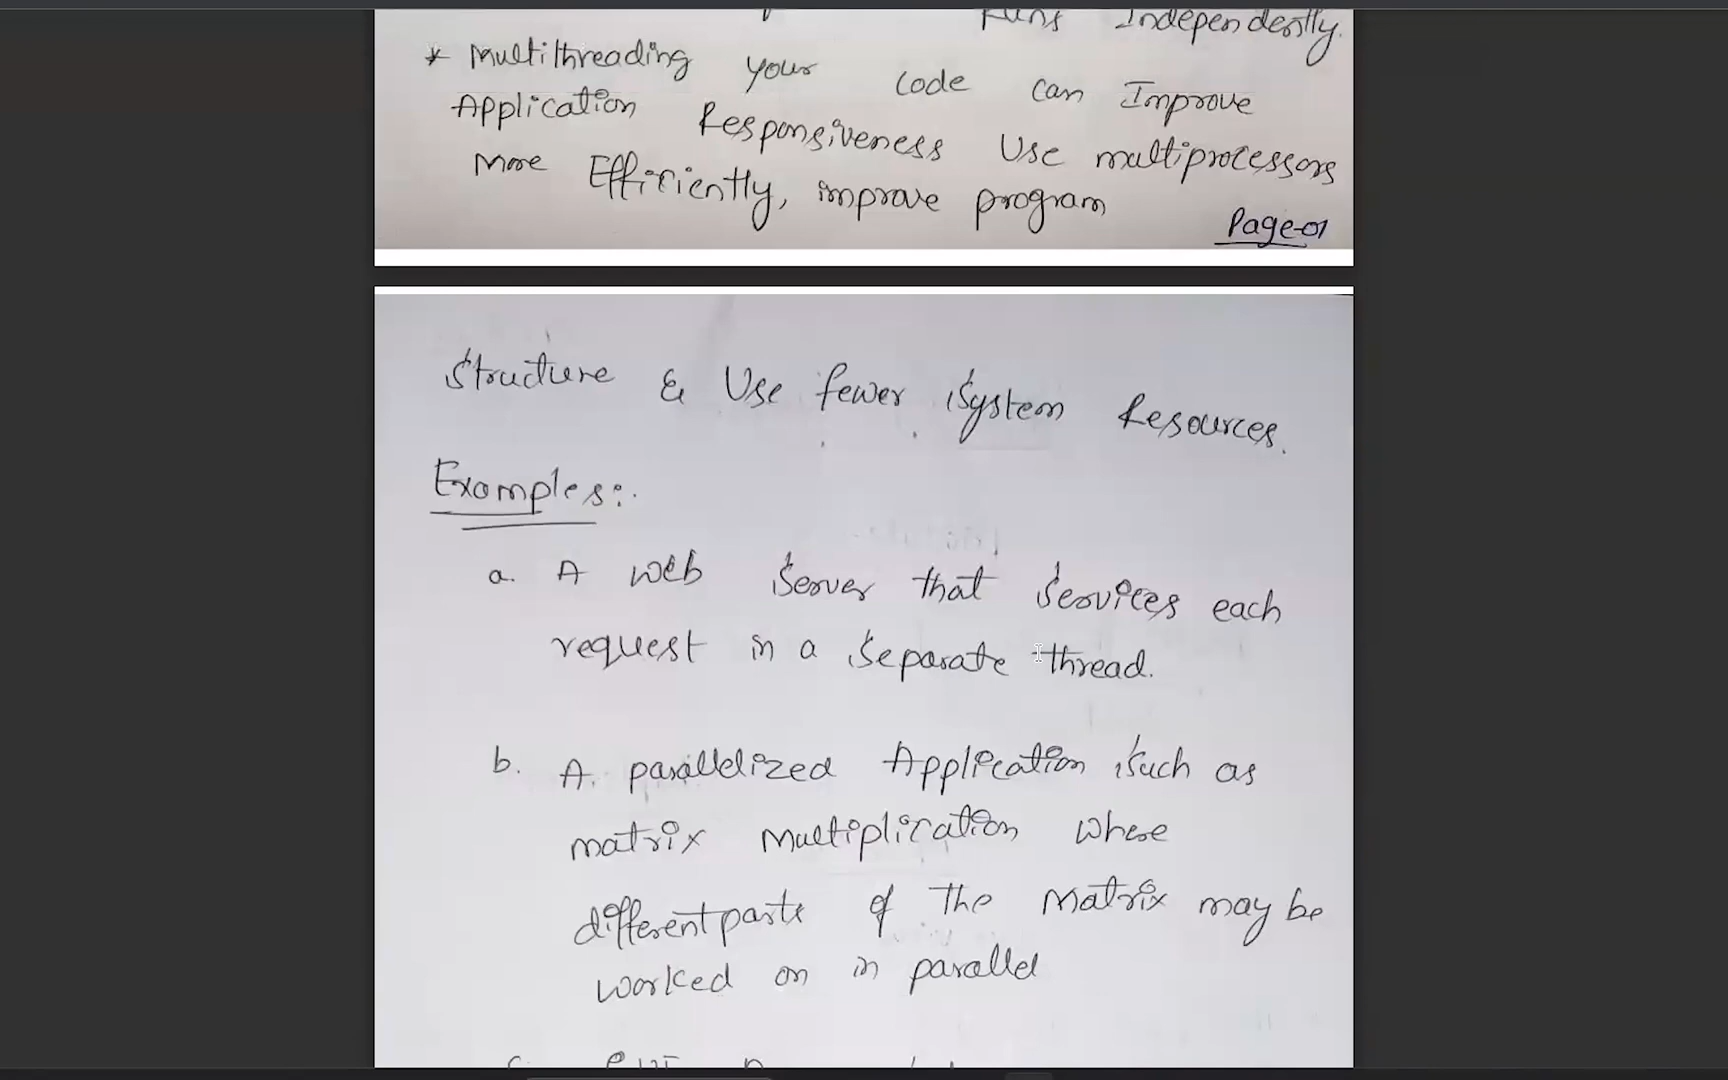 Runs Independently.
* Multithreading your code can Improve
Application Responsiveness Use multiprocessors
More Efficiently, improve program
Page-01
Structure & Use fewer System Resources.
Examples:.
a. A web Server that Services each
request in a Separate thread.
b. A. parallelized Application Such as
matrix Multiplication Where
different parts of The Matrix may be
worked on in parallel